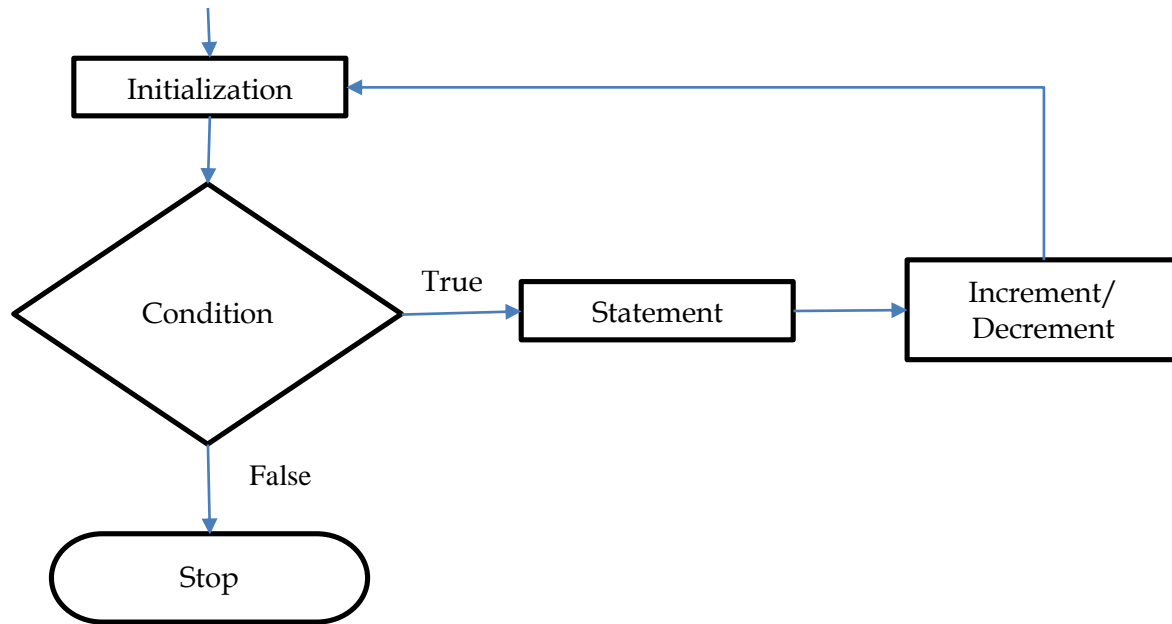 Initialization
Condition
True
Statement
Increment/
Decrement
False
Stop